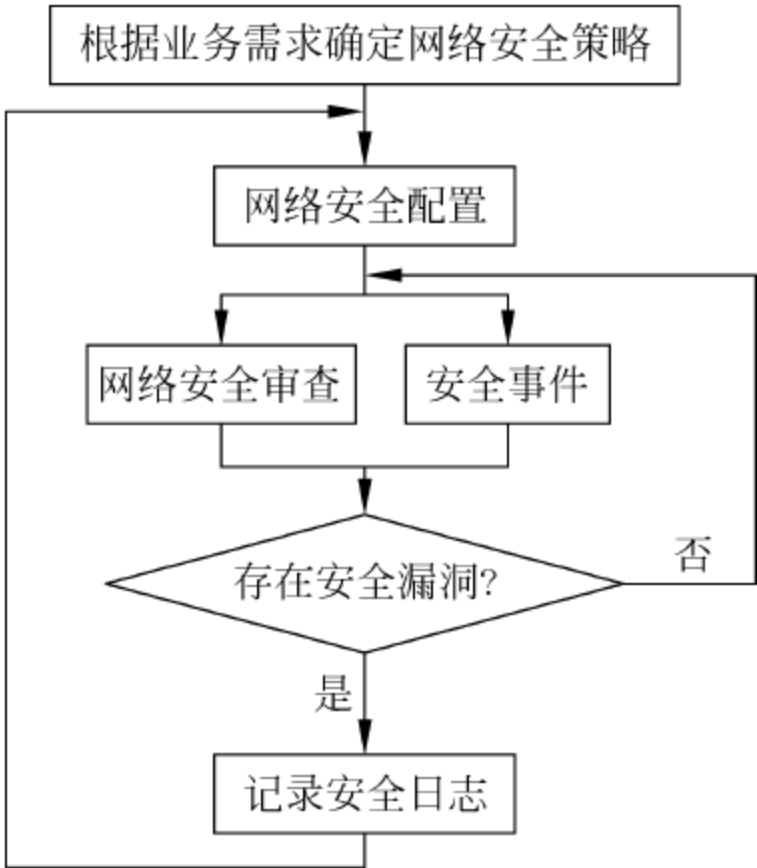 根据业务需求确定网络安全策略
网络安全配置
网络安全审查
安全事件
存在安全漏洞?
否
是
记录安全日志